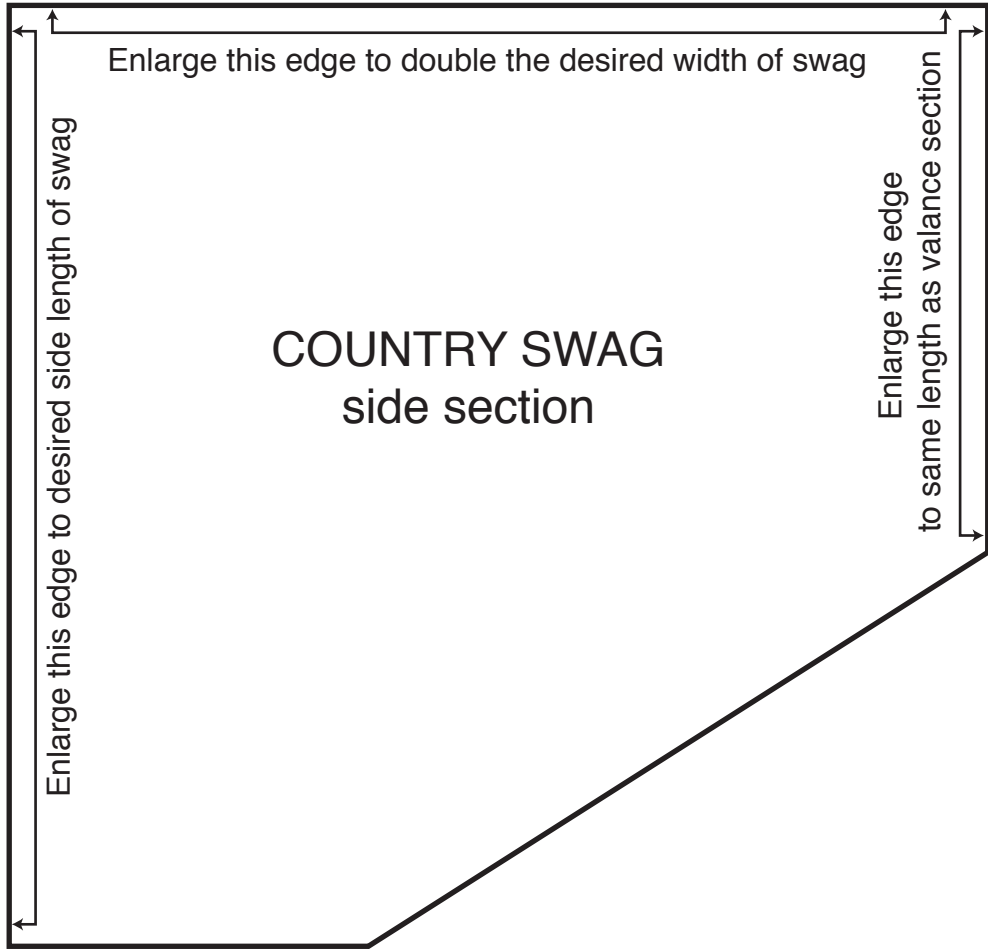 Enlarge this edge to double the desired width of swag
Enlarge this edge to desired side length of swag
COUNTRY SWAG
side section
Enlarge this edge
to same length as valance section